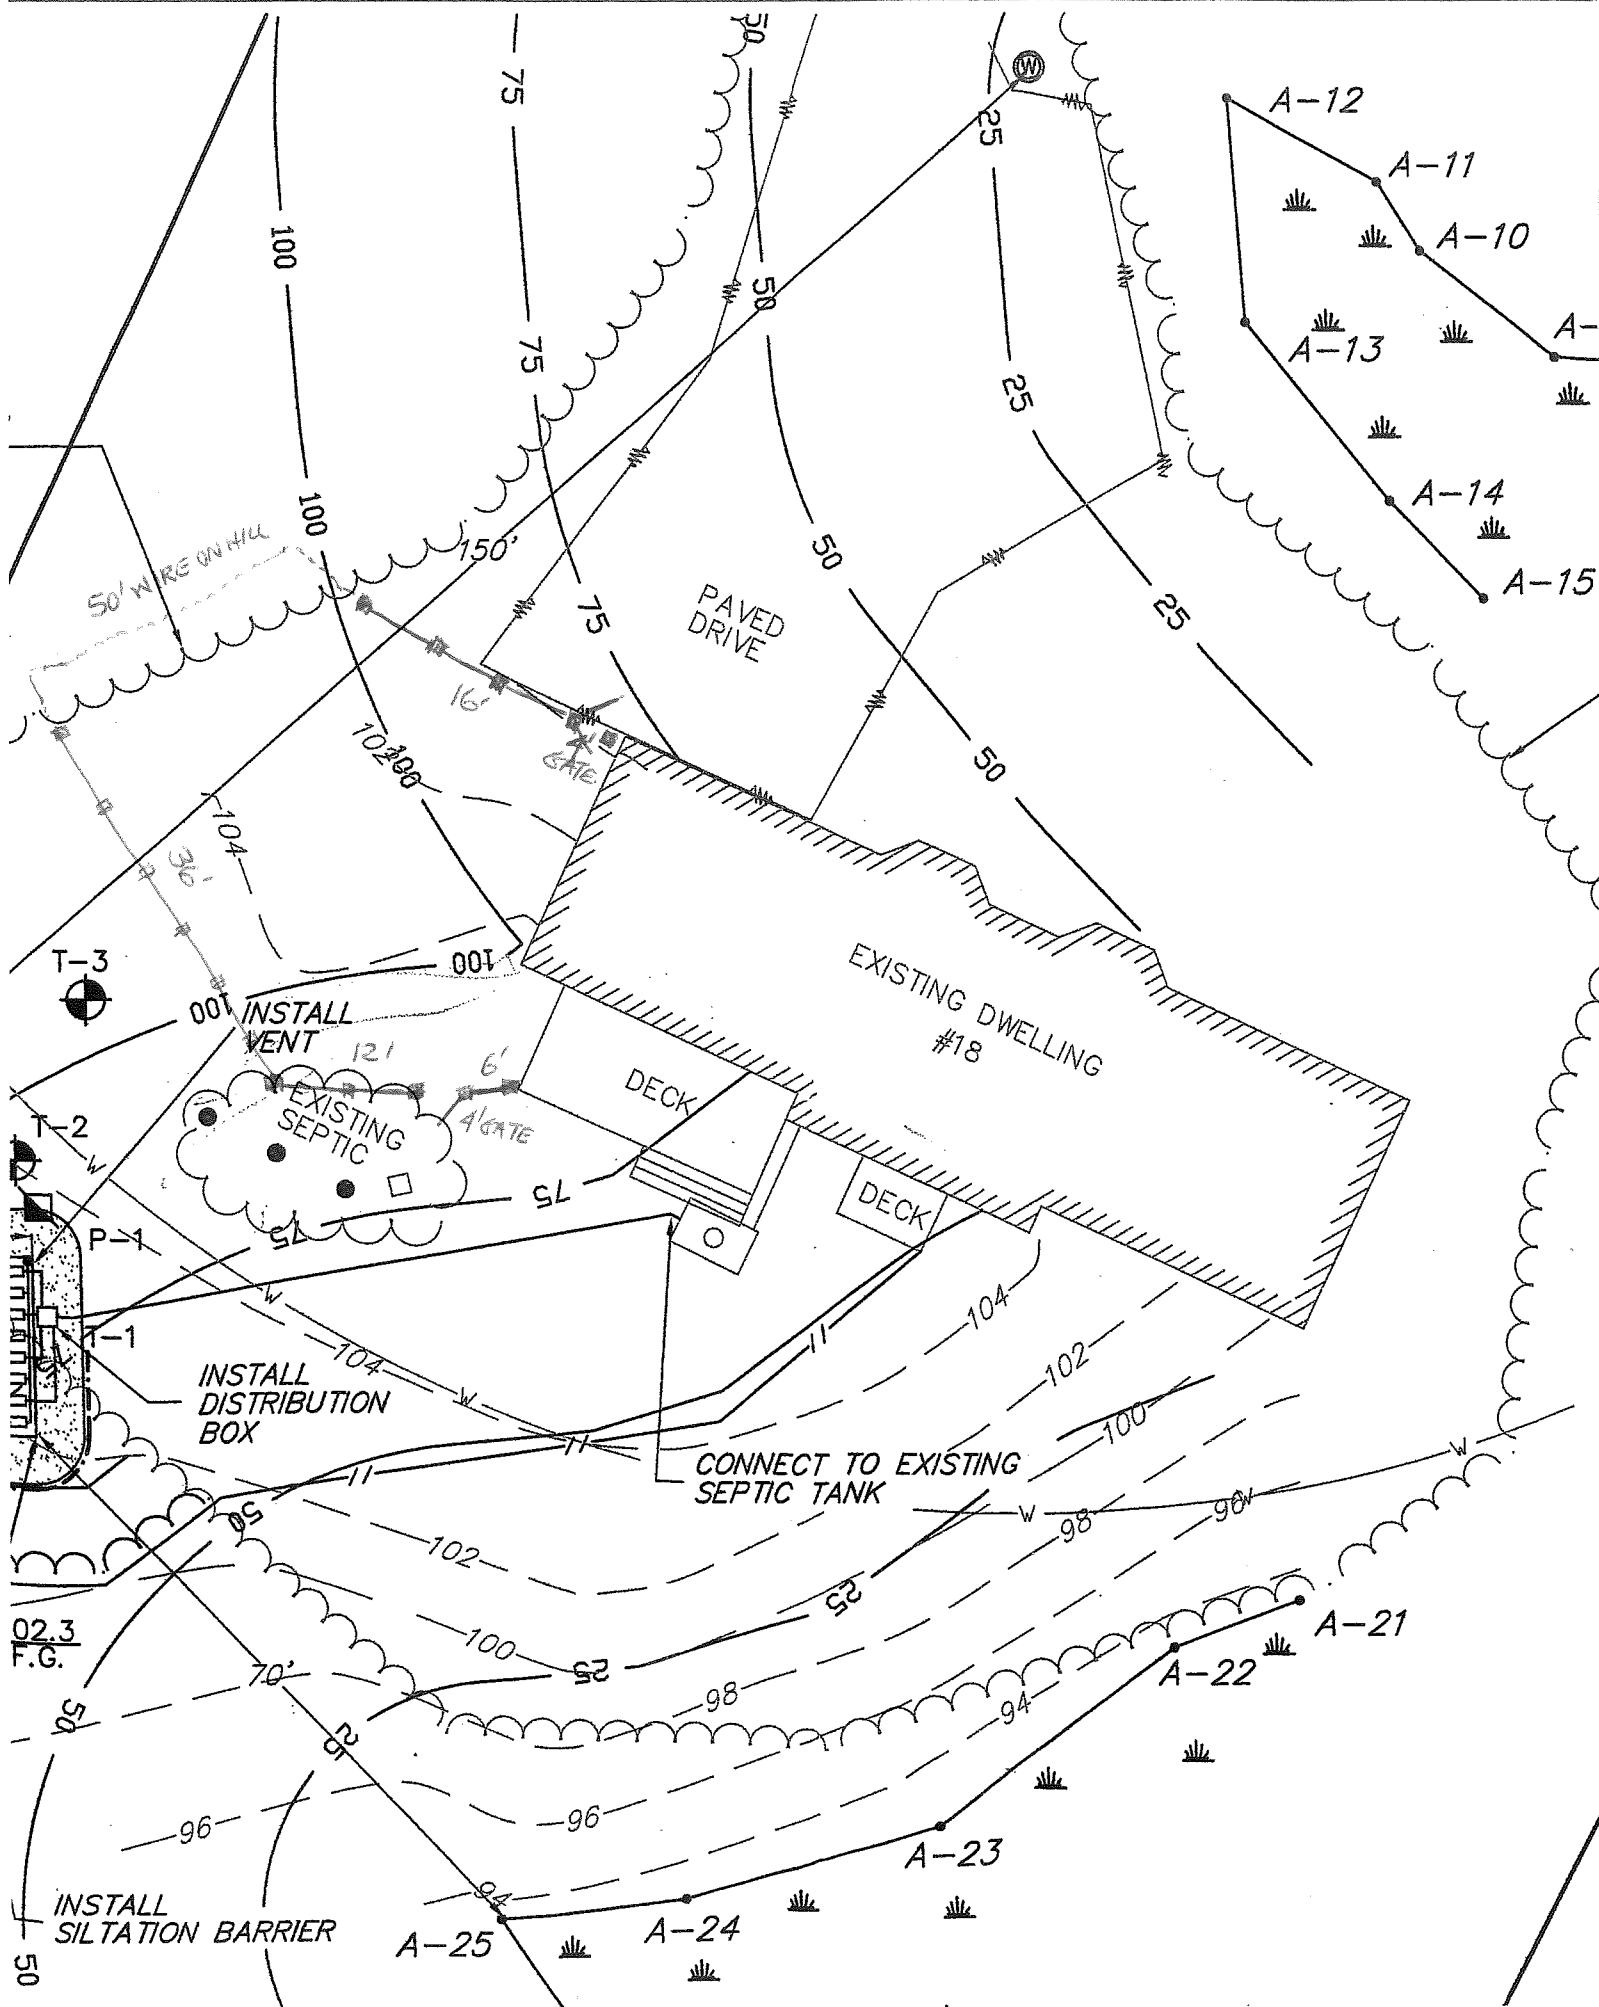 50
75
W
A-12
25
A-11
A-10
100
50
A-
75
A-13
25
A-14
100
150'
50
50' WIRE ON HILL
A-15
PAVED
DRIVE
75
25
16'
102
100
GATE
50
104
36'
T-3
100
EXISTING DWELLING
#18
100
INSTALL
VENT
12'
6'
DECK
EXISTING
SEPTIC
4' GATE
T-2
W
75
DECK
P-1
75
W
104
T-1
104
102
INSTALL
DISTRIBUTION
BOX
W
100
W
CONNECT TO EXISTING
SEPTIC TANK
50
W
98
96
W
102
25
02.3
F.G.
100
A-21
70'
25
A-22
50
98
94
25
96
96
A-23
94
INSTALL
SILTATION BARRIER
A-25
A-24
50